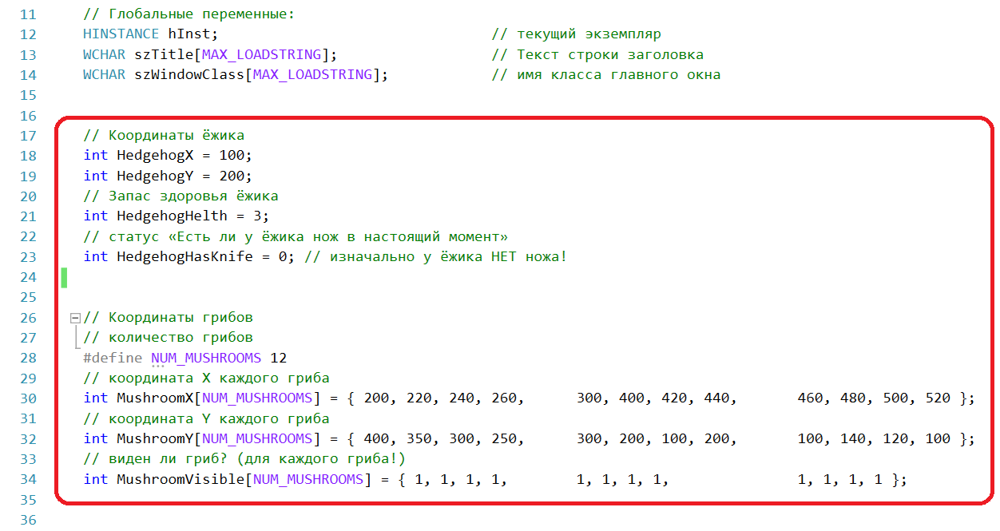 11 // Глобальные переменные:
12 HINSTANCE hInst; // текущий экземпляр
13 WCHAR szTitle[MAX_LOADSTRING]; // Текст строки заголовка
14 WCHAR szWindowClass[MAX_LOADSTRING]; // имя класса главного окна
15
16
17 // Координаты ёжика
18 int HedgehogX = 100;
19 int HedgehogY = 200;
20 // Запас здоровья ёжика
21 int HedgehogHelth = 3;
22 // статус «Есть ли у ёжика нож в настоящий момент»
23 int HedgehogHasKnife = 0; // изначально у ёжика НЕТ ножа!
24
25
26 // Координаты грибов
27 // количество грибов
28 #define NUM_MUSHROOMS 12
29 // координата X каждого гриба
30 int MushroomX[NUM_MUSHROOMS] = { 200, 220, 240, 260, 300, 400, 420, 440, 460, 480, 500, 520 };
31 // координата Y каждого гриба
32 int MushroomY[NUM_MUSHROOMS] = { 400, 350, 300, 250, 300, 200, 100, 200, 100, 140, 120, 100 };
33 // виден ли гриб? (для каждого гриба!)
34 int MushroomVisible[NUM_MUSHROOMS] = { 1, 1, 1, 1, 1, 1, 1, 1, 1, 1, 1, 1 };
35
36